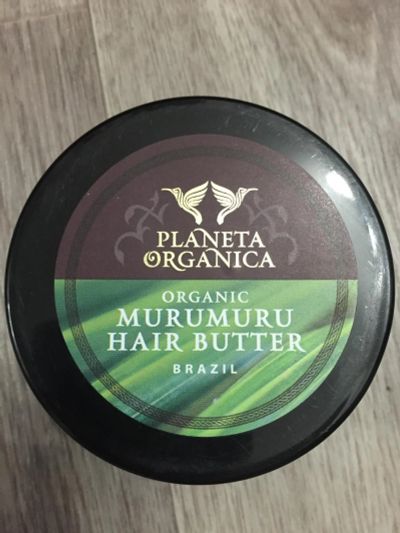 PLANETA
ORGANICA
ORGANIC
MURUMURU
HAIR BUTTER
BRAZIL